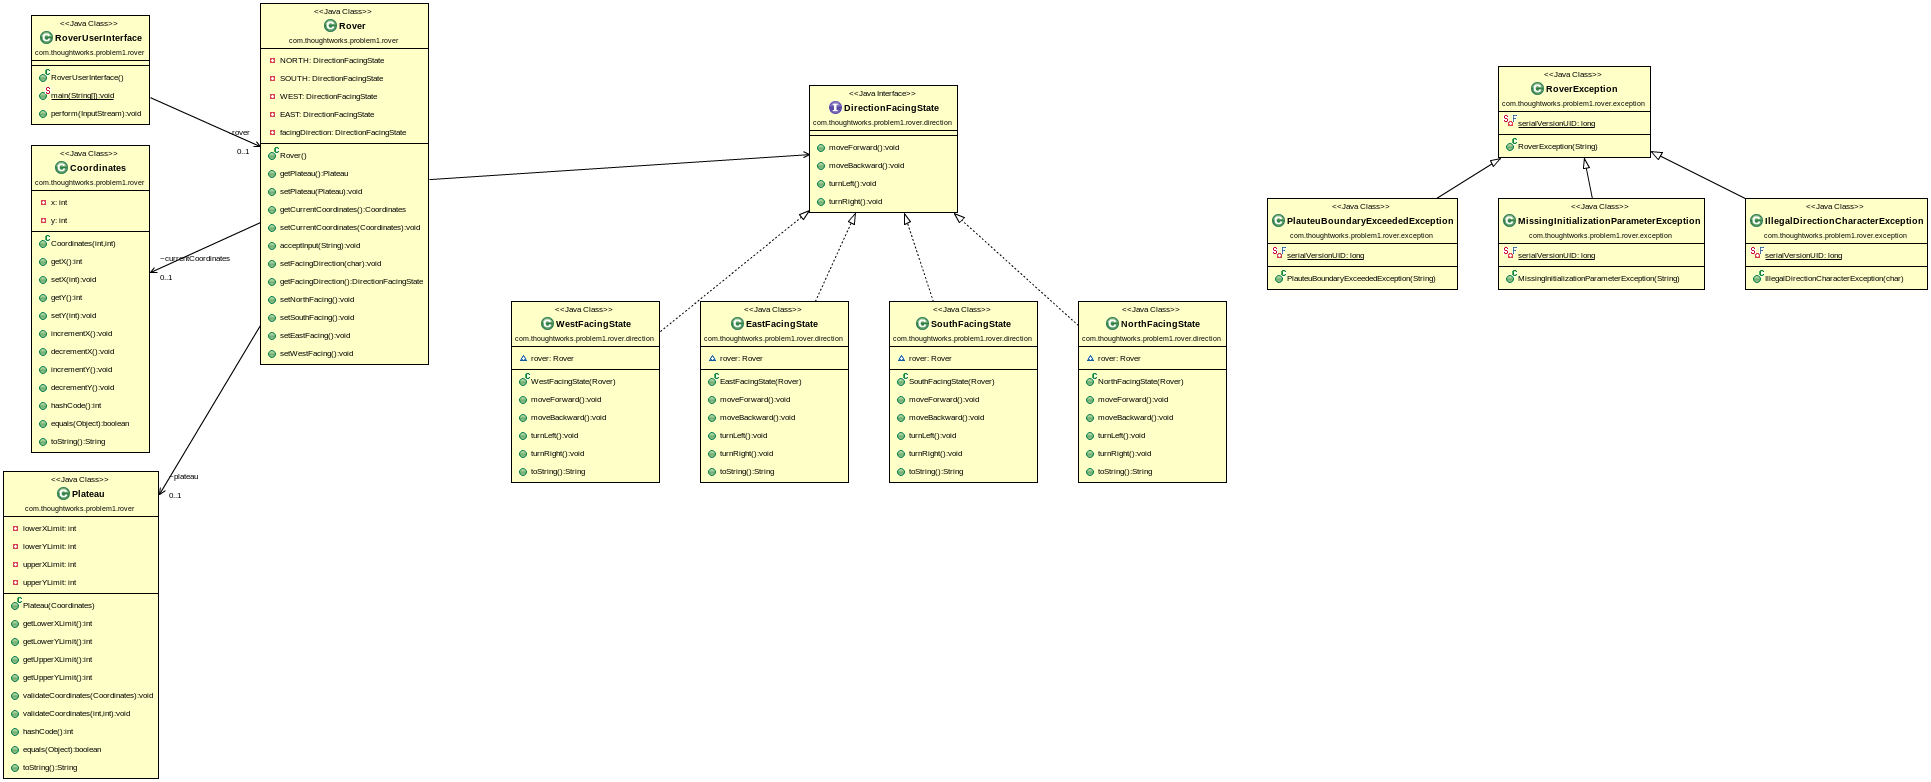 <<Java Class>>
RoverUserInterface
com.thoughtworks.problem1.rover
RoverUserInterface()
main(String[]):void
perform(InputStream):void
<<Java Class>>
Coordinates
com.thoughtworks.problem1.rover
x: int
y: int
Coordinates(int,int)
getX():int
setX(int):void
getY():int
setY(int):void
incrementX():void
decrementX():void
incrementY():void
decrementY():void
hashCode():int
equals(Object):boolean
toString():String
<<Java Class>>
Plateau
com.thoughtworks.problem1.rover
lowerXLimit: int
lowerYLimit: int
upperXLimit: int
upperYLimit: int
Plateau(Coordinates)
getLowerXLimit():int
getLowerYLimit():int
getUpperXLimit():int
getUpperYLimit():int
validateCoordinates(Coordinates):void
validateCoordinates(int,int):void
hashCode():int
equals(Object):boolean
toString():String
-rover
0..1
~currentCoordinates
0..1
~plateau
0..1
<<Java Class>>
Rover
com.thoughtworks.problem1.rover
NORTH: DirectionFacingState
SOUTH: DirectionFacingState
WEST: DirectionFacingState
EAST: DirectionFacingState
facingDirection: DirectionFacingState
Rover()
getPlateau():Plateau
setPlateau(Plateau):void
getCurrentCoordinates():Coordinates
setCurrentCoordinates(Coordinates):void
acceptInput(String):void
setFacingDirection(char):void
getFacingDirection():DirectionFacingState
setNorthFacing():void
setSouthFacing():void
setEastFacing():void
setWestFacing():void
<<Java Interface>>
DirectionFacingState
com.thoughtworks.problem1.rover.direction
moveForward():void
moveBackward():void
turnLeft():void
turnRight():void
<<Java Class>>
WestFacingState
com.thoughtworks.problem1.rover.direction
rover: Rover
WestFacingState(Rover)
moveForward():void
moveBackward():void
turnLeft():void
turnRight():void
toString():String
<<Java Class>>
EastFacingState
com.thoughtworks.problem1.rover.direction
rover: Rover
EastFacingState(Rover)
moveForward():void
moveBackward():void
turnLeft():void
turnRight():void
toString():String
<<Java Class>>
SouthFacingState
com.thoughtworks.problem1.rover.direction
rover: Rover
SouthFacingState(Rover)
moveForward():void
moveBackward():void
turnLeft():void
turnRight():void
toString():String
<<Java Class>>
NorthFacingState
com.thoughtworks.problem1.rover.direction
rover: Rover
NorthFacingState(Rover)
moveForward():void
moveBackward():void
turnLeft():void
turnRight():void
toString():String
<<Java Class>>
RoverException
com.thoughtworks.problem1.rover.exception
serialVersionUID: long
RoverException(String)
<<Java Class>>
PlauteuBoundaryExceededException
com.thoughtworks.problem1.rover.exception
serialVersionUID: long
PlauteuBoundaryExceededException(String)
<<Java Class>>
MissingInitializationParameterException
com.thoughtworks.problem1.rover.exception
serialVersionUID: long
MissingInitializationParameterException(String)
<<Java Class>>
IllegalDirectionCharacterException
com.thoughtworks.problem1.rover.exception
serialVersionUID: long
IllegalDirectionCharacterException(char)